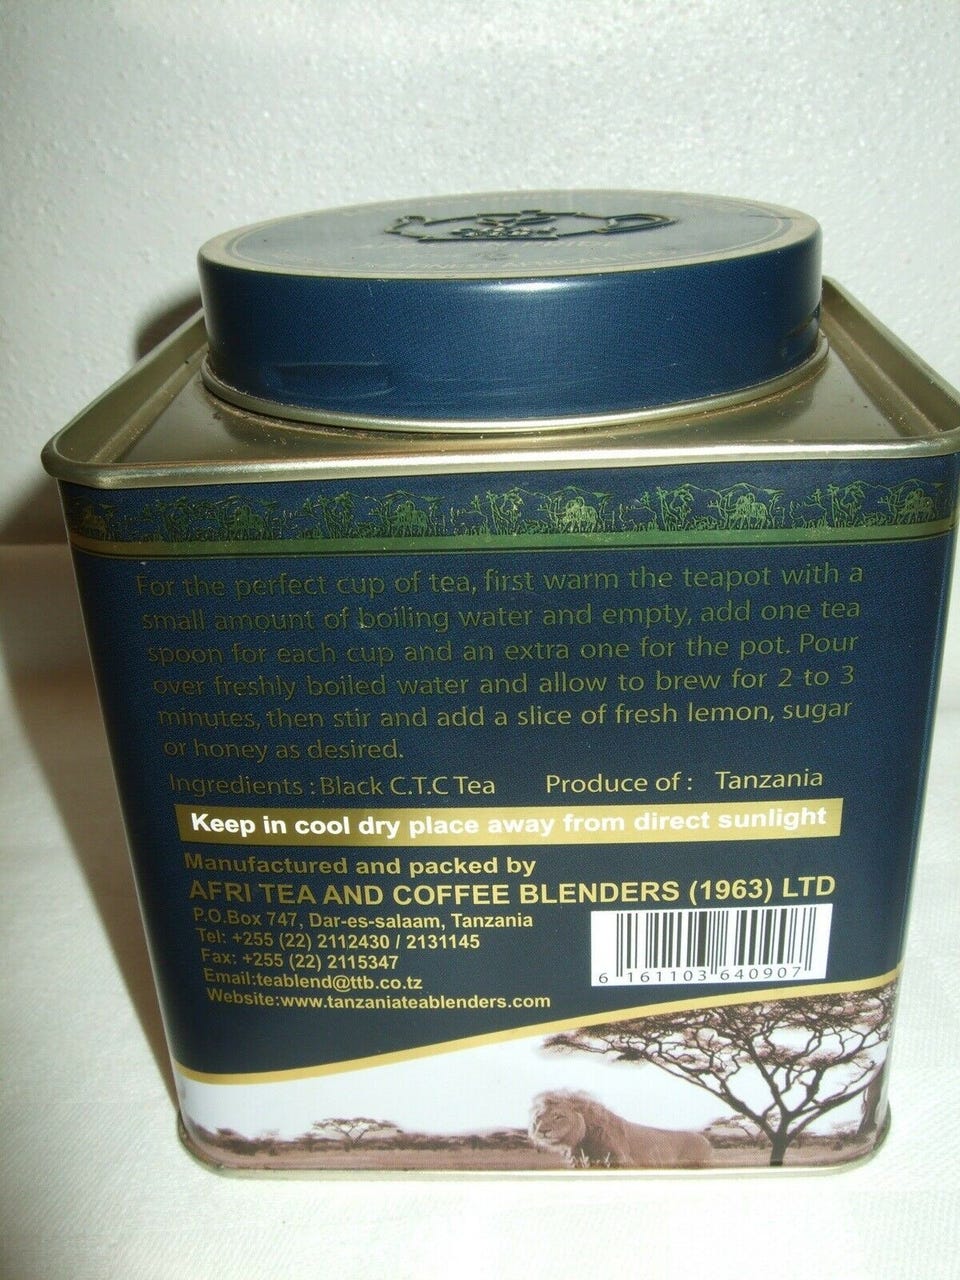 For the perfect cup of tea, first warm the teapot with a
small amount of boiling water and empty, add one tea
spoon for each cup and an extra one for the pot. Pour
over freshly boiled water and allow to brew for 2 to 3
minutes, then stir and add a slice of fresh lemon, sugar
or honey as desired.
Ingredients : Black C.T.C Tea Produce of : Tanzania
Keep in cool dry place away from direct sunlight
Manufactured and packed by
AFRI TEA AND COFFEE BLENDERS (1963) LTD
P.O.Box 747, Dar-es-salaam, Tanzania
Tel: +255 (22) 2112430 / 2131145
Fax: +255 (22) 2115347
Email:teablend@ttb.co.tz
Website:www.tanzaniateablenders.com
6 161103 640907